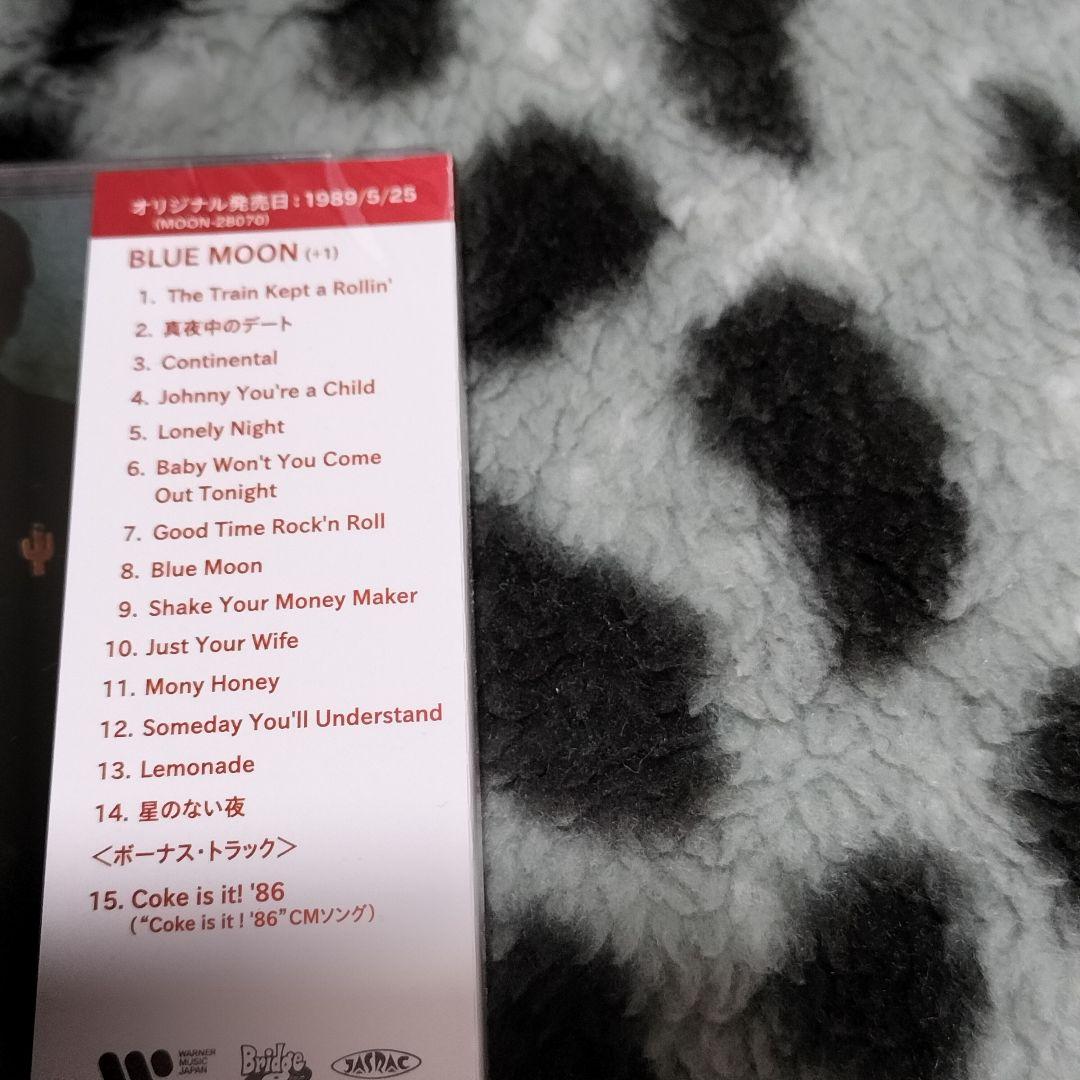 オリジナル発売日：1989/5/25
(MOON-28070)
BLUE MOON (+1)
1. The Train Kept a Rollin'
2. 真夜中のデート
3. Continental
4. Johnny You're a Child
5. Lonely Night
6. Baby Won't You Come
Out Tonight
7. Good Time Rock'n Roll
8. Blue Moon
9. Shake Your Money Maker
10. Just Your Wife
11. Mony Honey
12. Someday You'll Understand
13. Lemonade
14. 星のない夜
＜ボーナス・トラック＞
15. Coke is it! '86
(“Coke is it! '86”CMソング)
WARNER
MUSIC
JAPAN
Bridge
JASRAC